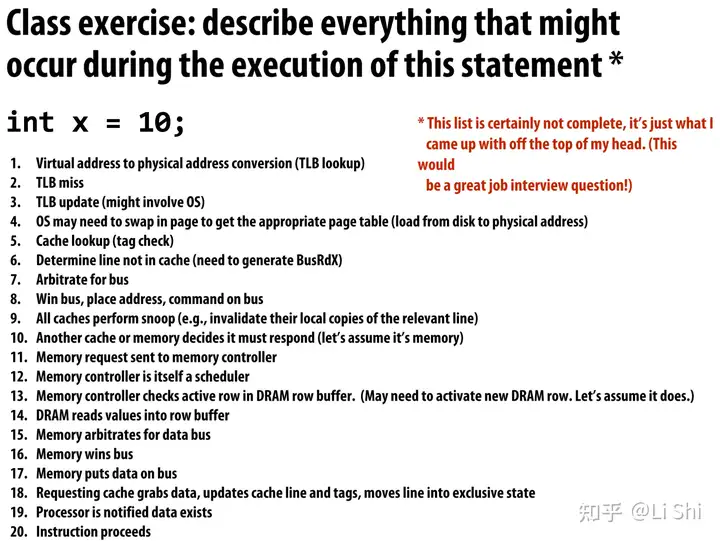 Class exercise: describe everything that might
occur during the execution of this statement *
int x = 10;
* This list is certainly not complete, it's just what I
came up with off the top of my head. (This
would
be a great job interview question!)
1. Virtual address to physical address conversion (TLB lookup)
2. TLB miss
3. TLB update (might involve OS)
4. OS may need to swap in page to get the appropriate page table (load from disk to physical address)
5. Cache lookup (tag check)
6. Determine line not in cache (need to generate BusRdX)
7. Arbitrate for bus
8. Win bus, place address, command on bus
9. All caches perform snoop (e.g., invalidate their local copies of the relevant line)
10. Another cache or memory decides it must respond (let's assume it's memory)
11. Memory request sent to memory controller
12. Memory controller is itself a scheduler
13. Memory controller checks active row in DRAM row buffer. (May need to activate new DRAM row. Let's assume it does.)
14. DRAM reads values into row buffer
15. Memory arbitrates for data bus
16. Memory wins bus
17. Memory puts data on bus
18. Requesting cache grabs data, updates cache line and tags, moves line into exclusive state
19. Processor is notified data exists
20. Instruction proceeds
知乎 @Li Shi